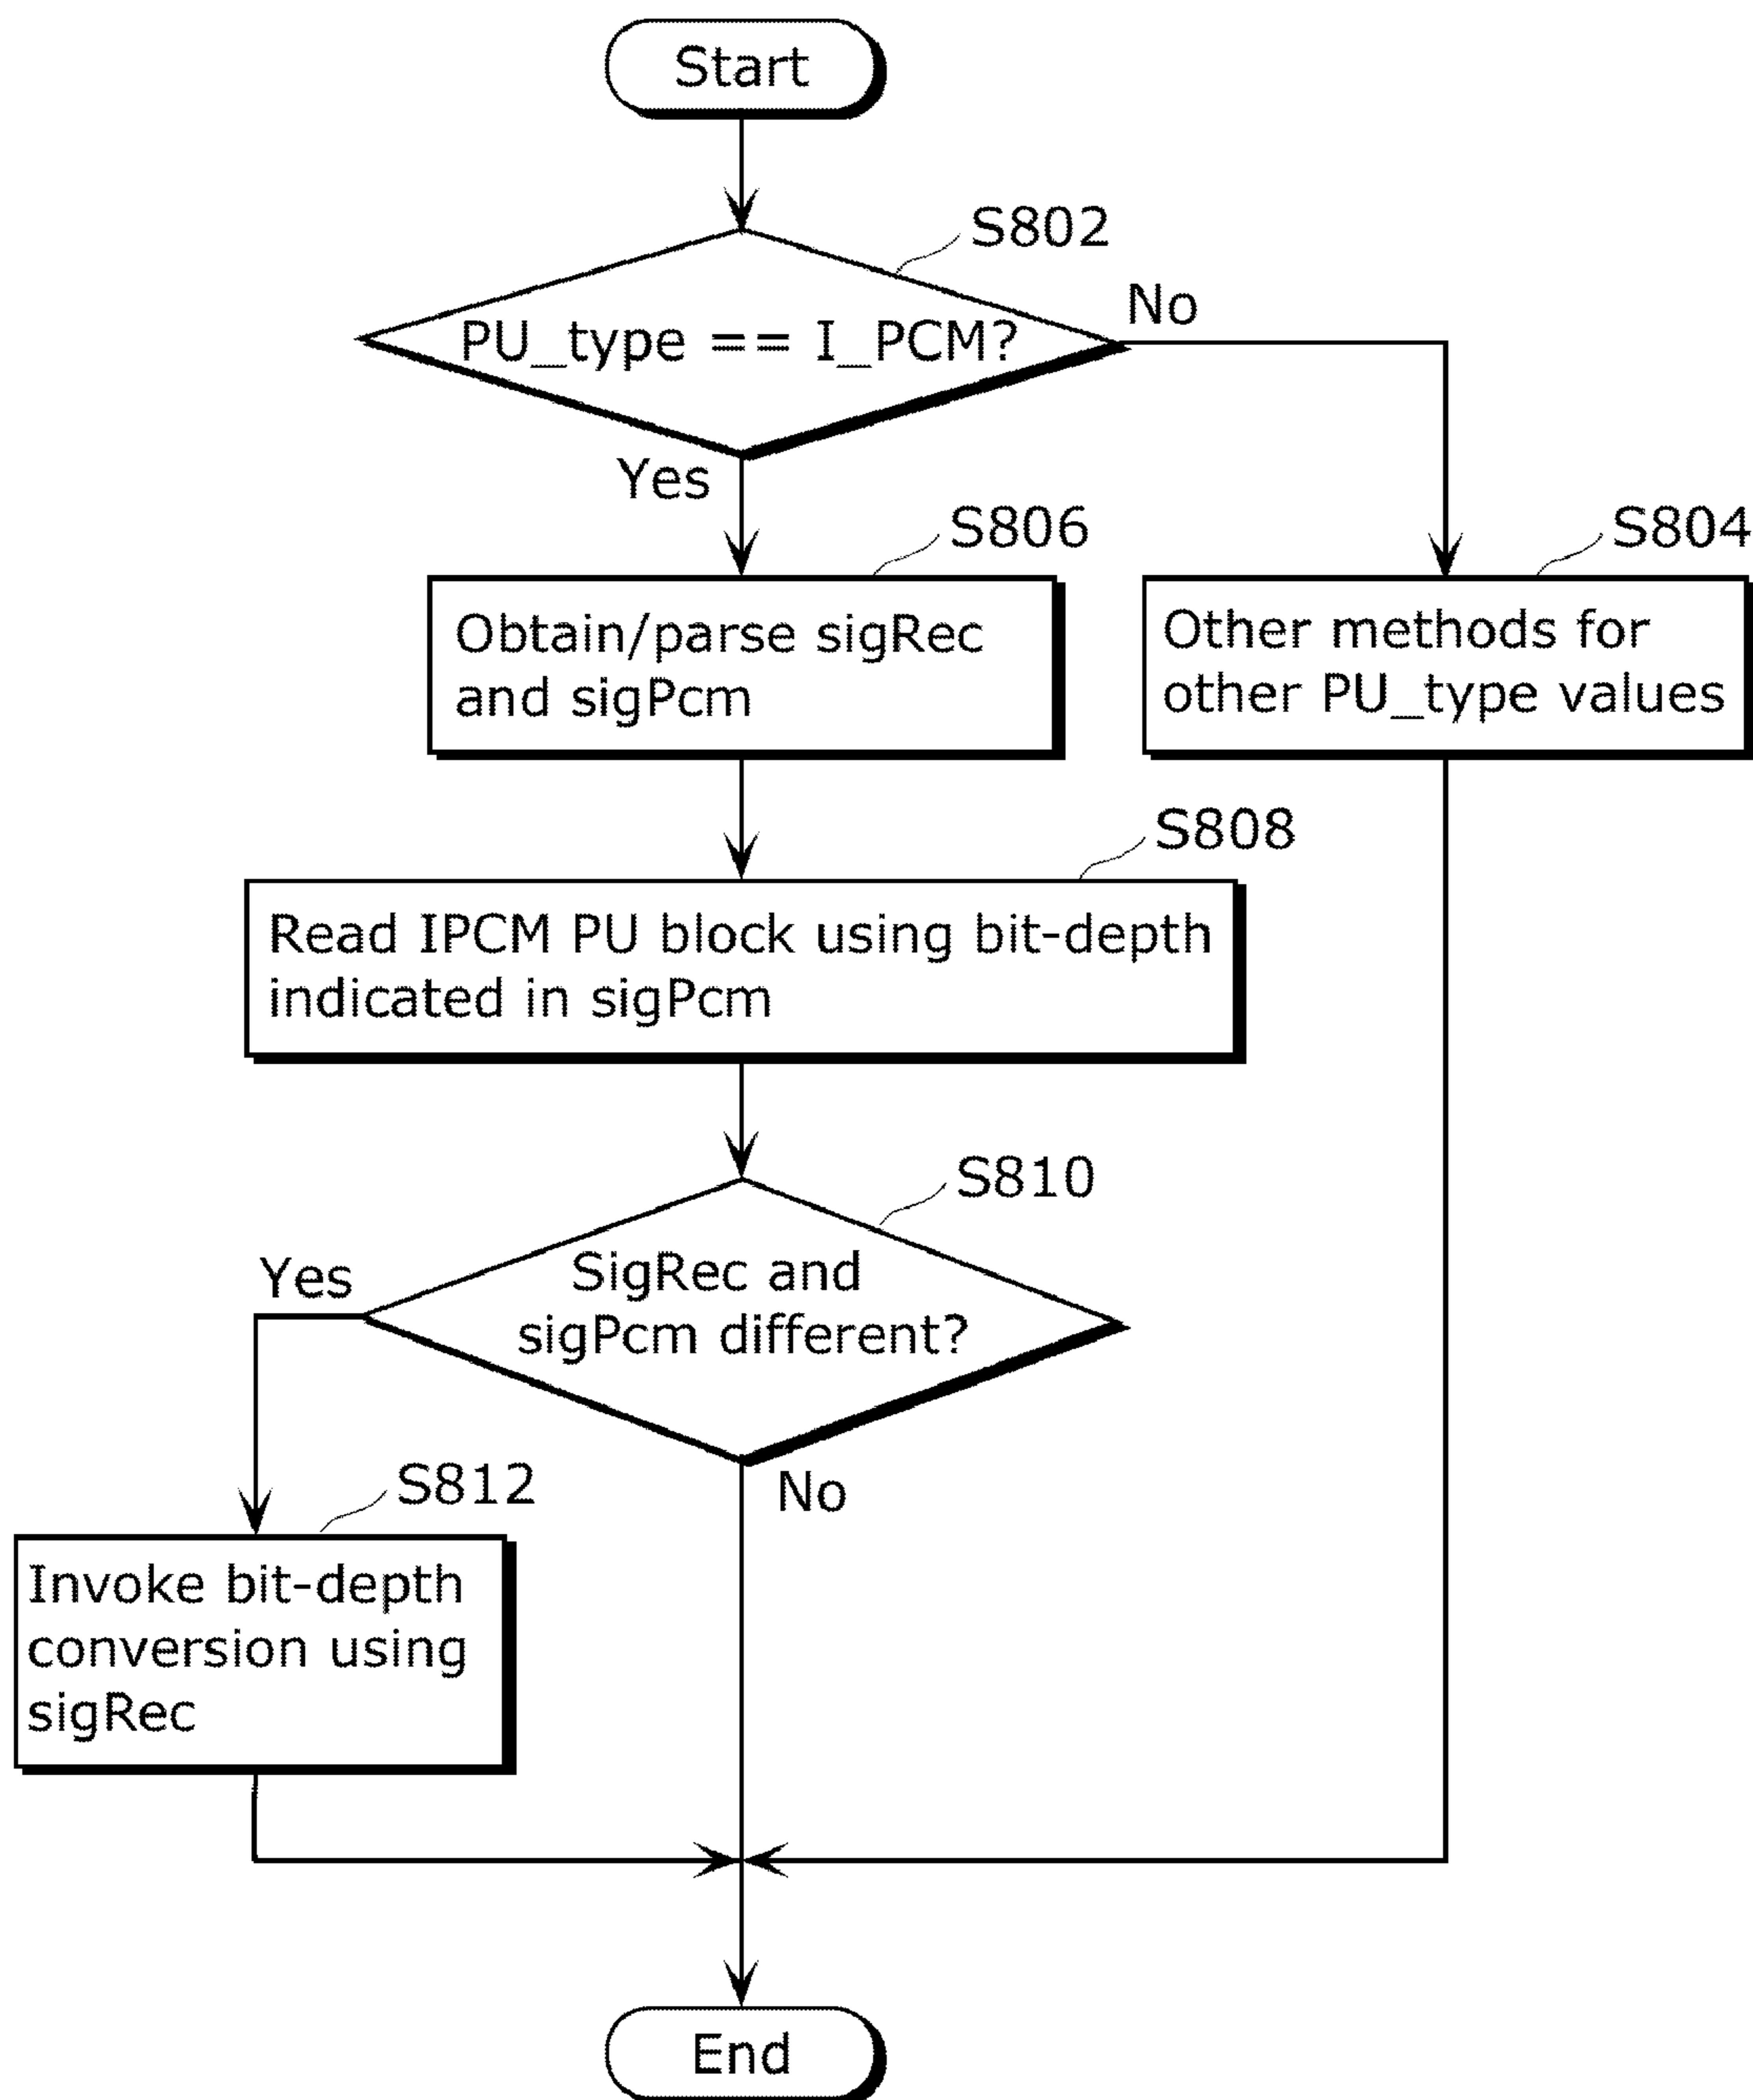 Start
S802
PU_type == I_PCM?
No
Yes
S806
S804
Obtain/parse sigRec
and sigPcm
Other methods for
other PU_type values
S808
Read IPCM PU block using bit-depth
indicated in sigPcm
S810
Yes
SigRec and
sigPcm different?
S812
No
Invoke bit-depth
conversion using
sigRec
End